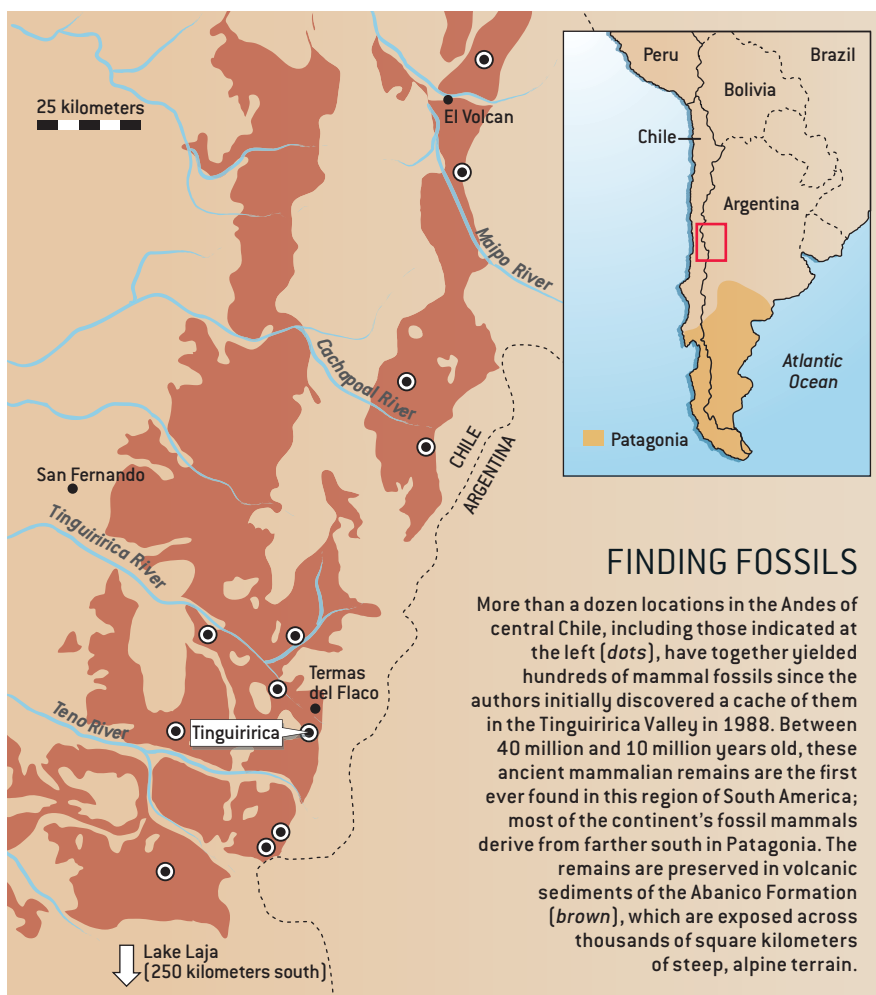 25 kilometers
El Volcan
Maipo River
Cachapoal River
CHILE
ARGENTINA
San Fernando
Tinguiririca River
Termas
del Flaco
Teno River
Tinguiririca
Lake Laja
(250 kilometers south)
Peru
Brazil
Bolivia
Chile
Argentina
Atlantic
Ocean
Patagonia
FINDING FOSSILS
More than a dozen locations in the Andes of
central Chile, including those indicated at
the left (dots), have together yielded
hundreds of mammal fossils since the
authors initially discovered a cache of them
in the Tinguiririca Valley in 1988. Between
40 million and 10 million years old, these
ancient mammalian remains are the first
ever found in this region of South America;
most of the continent's fossil mammals
derive from farther south in Patagonia. The
remains are preserved in volcanic
sediments of the Abanico Formation
(brown), which are exposed across
thousands of square kilometers
of steep, alpine terrain.